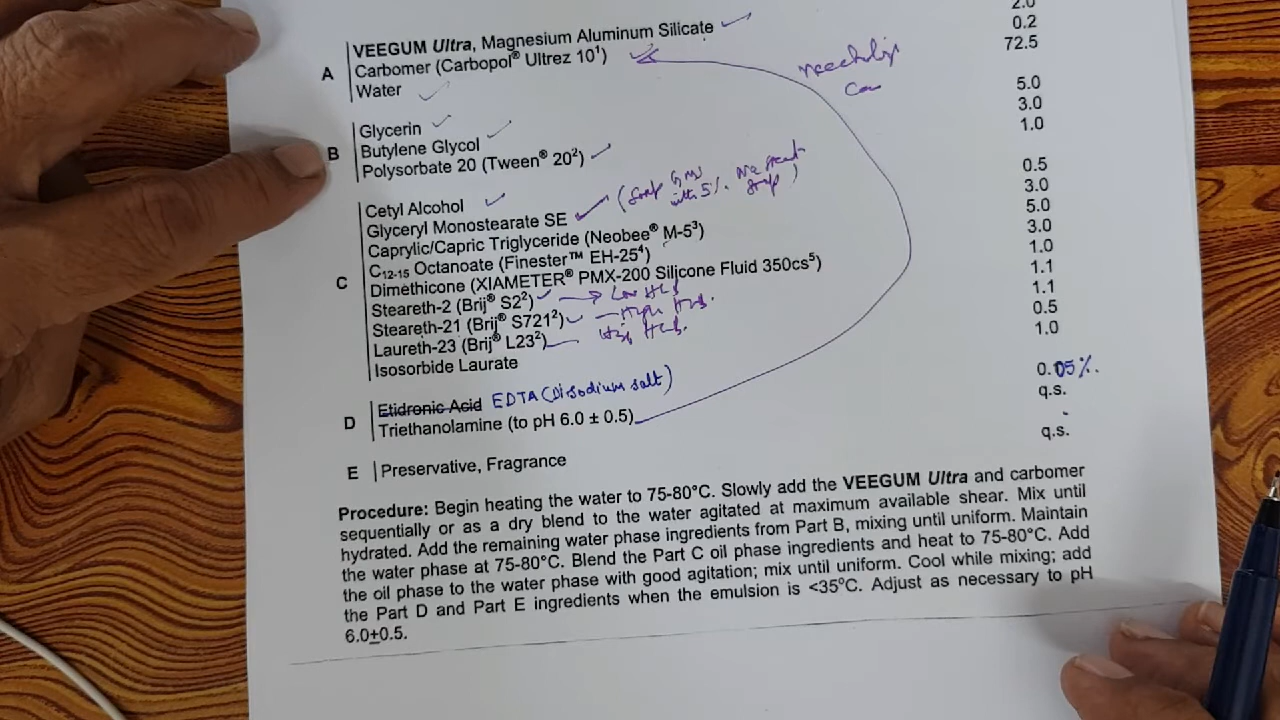 2.0
A VEEGUM Ultra, Magnesium Aluminum Silicate 0.2
Carbomer (Carbopol® Ultrez 10¹) 72.5
Water
Glycerin 5.0
B Butylene Glycol 3.0
Polysorbate 20 (Tween® 20²) 1.0
Cetyl Alcohol 0.5
Glyceryl Monostearate SE 3.0
with 5%
Caprylic/Capric Triglyceride (Neobee® M-5³) 5.0
C12-15 Octanoate (Finester™ EH-25⁴) 3.0
C Dimethicone (XIAMETER® PMX-200 Silicone Fluid 350cs⁵) 1.0
Steareth-2 (Brij® S2²) → Low HLB 1.1
Steareth-21 (Brij® S721²) – High HLB. 1.1
Laureth-23 (Brij® L23²) High HLB. 0.5
Isosorbide Laurate 1.0
D Etidronic Acid EDTA (Disodium salt) 0.05%.
Triethanolamine (to pH 6.0 ± 0.5) q.s.
E Preservative, Fragrance q.s.
Procedure: Begin heating the water to 75-80°C. Slowly add the VEEGUM Ultra and carbomer
sequentially or as a dry blend to the water agitated at maximum available shear. Mix until
hydrated. Add the remaining water phase ingredients from Part B, mixing until uniform. Maintain
the water phase at 75-80°C. Blend the Part C oil phase ingredients and heat to 75-80°C. Add
the oil phase to the water phase with good agitation; mix until uniform. Cool while mixing; add
the Part D and Part E ingredients when the emulsion is <35°C. Adjust as necessary to pH
6.0±0.5.